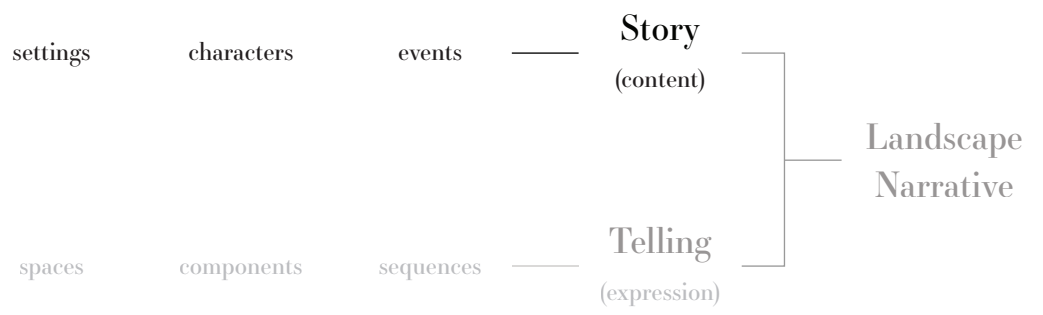 settings characters events Story
(content)
Landscape
Narrative
spaces components sequences Telling
(expression)